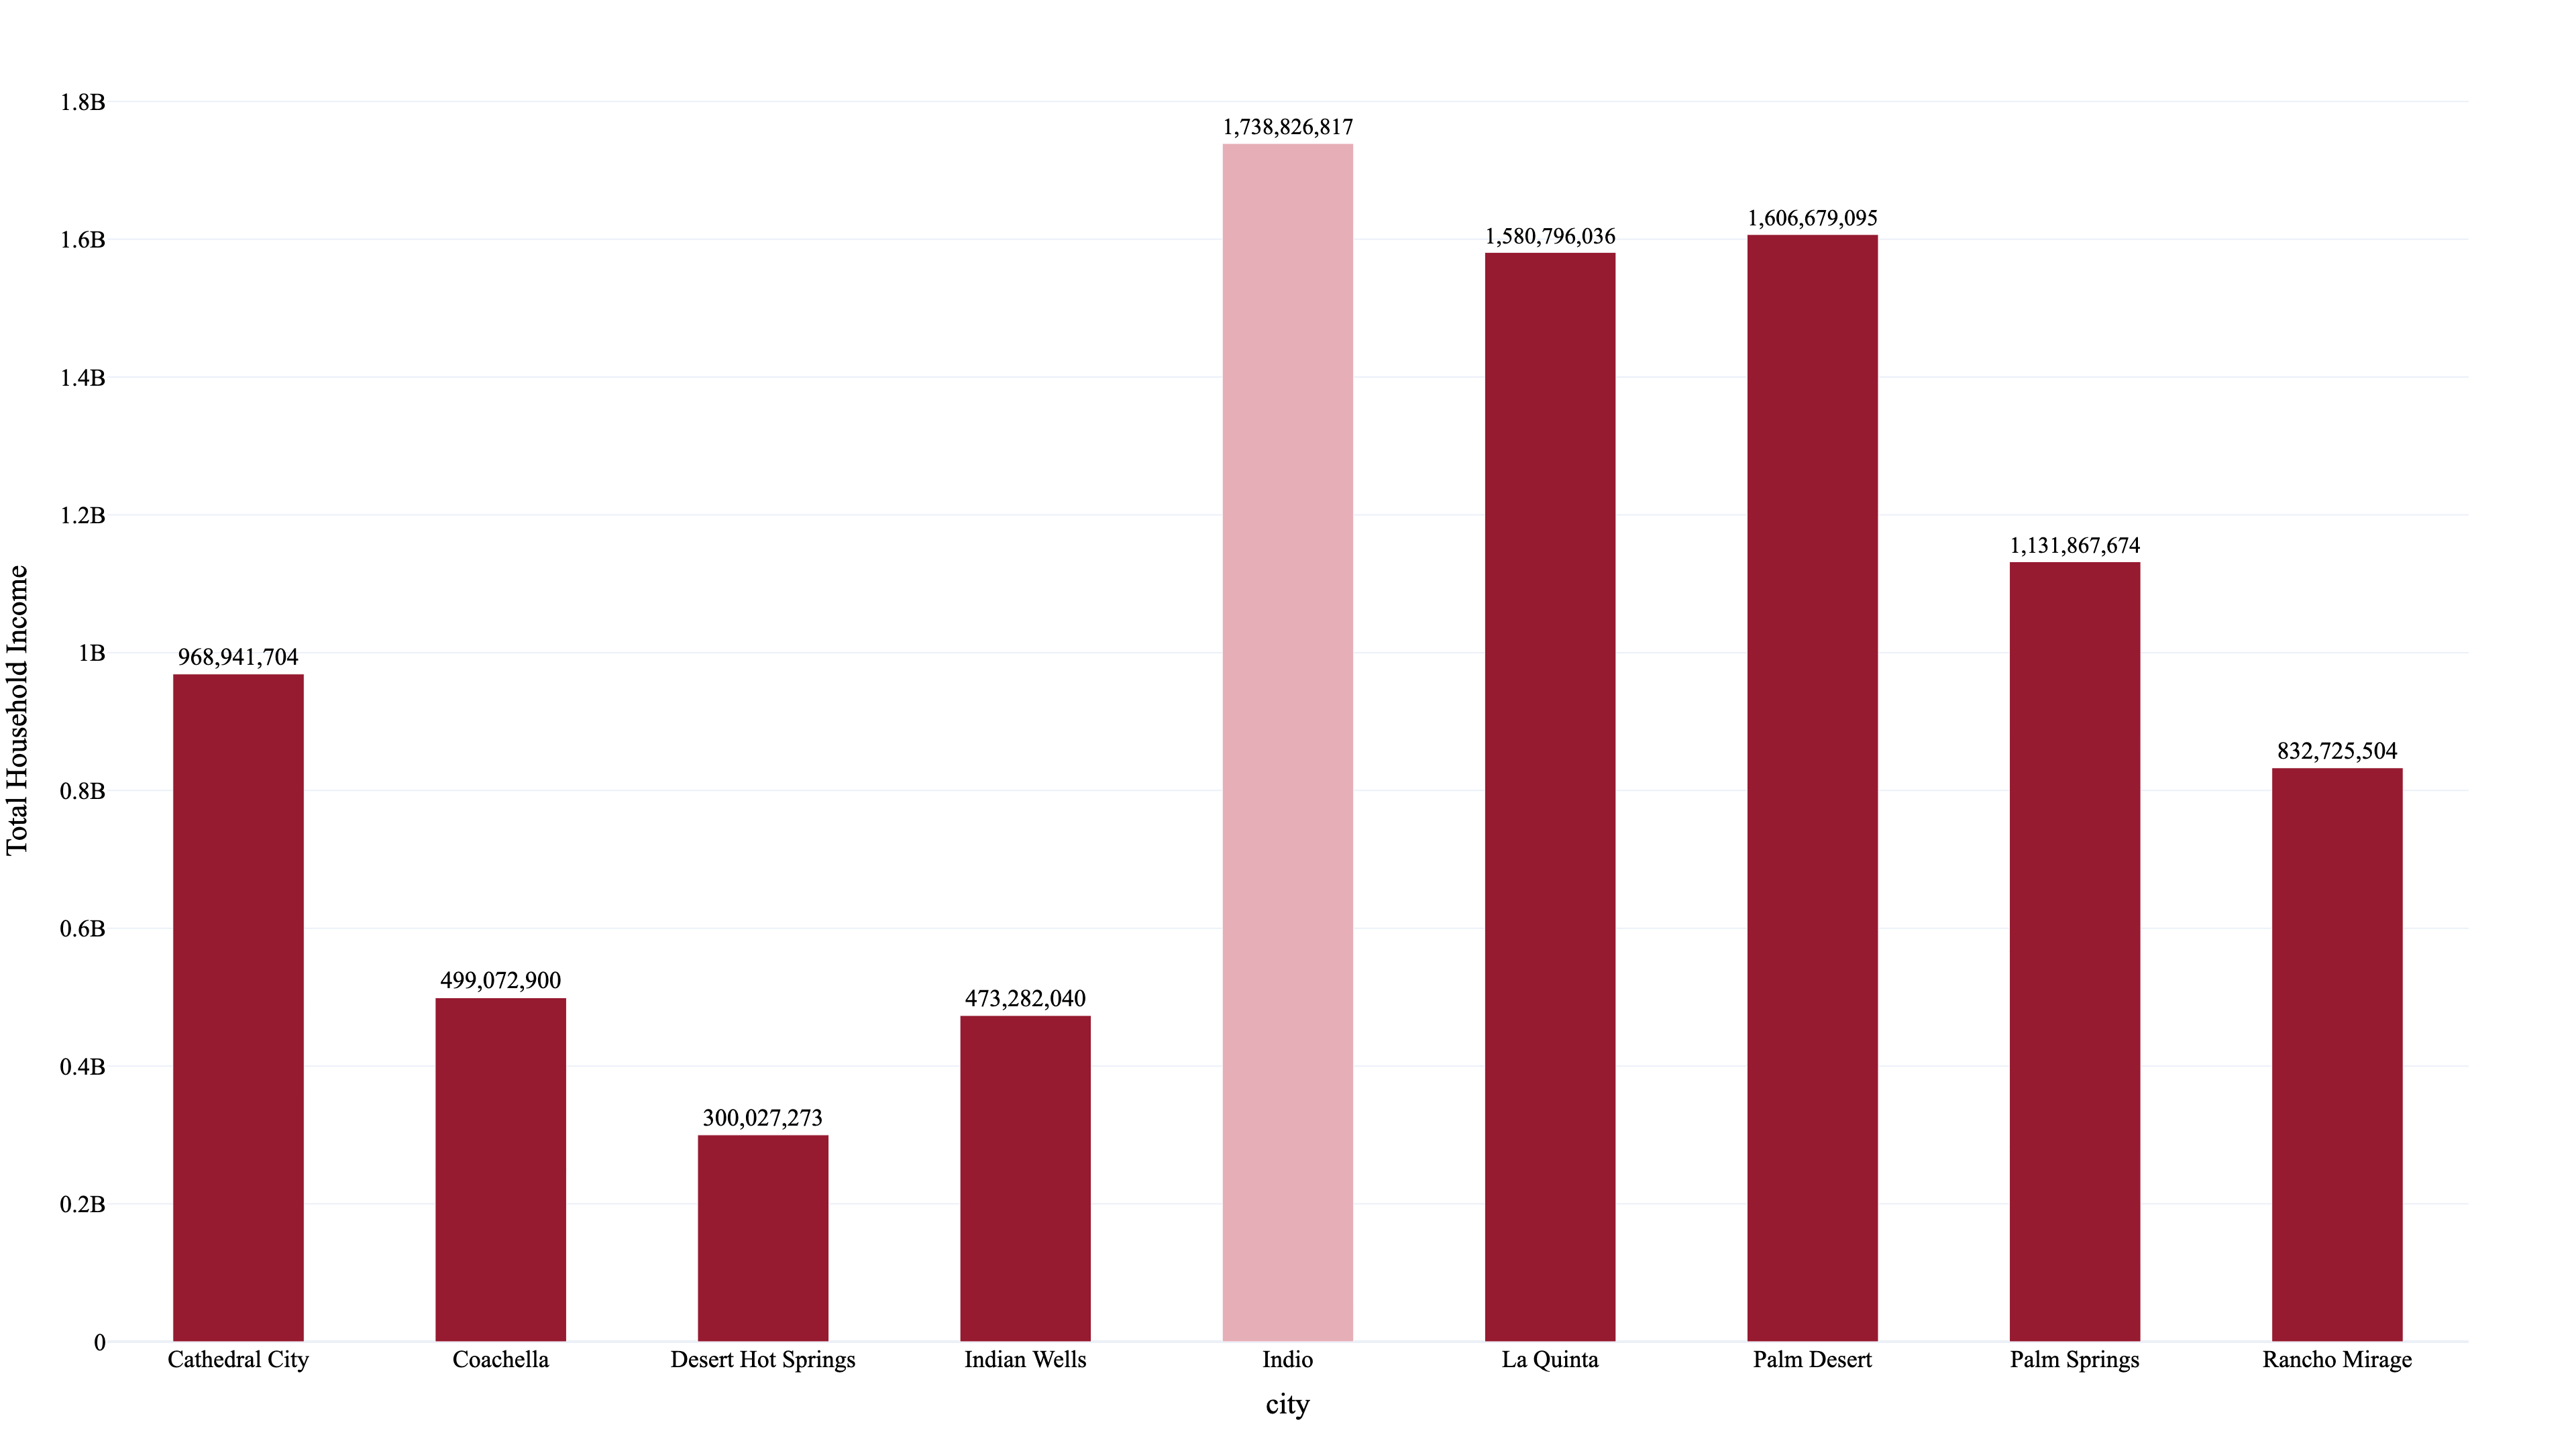 1.8B
1.6B
1.4B
1.2B
1B
0.8B
0.6B
0.4B
0.2B
0
Total Household Income
968,941,704
499,072,900
300,027,273
473,282,040
1,738,826,817
1,580,796,036
1,606,679,095
1,131,867,674
832,725,504
Cathedral City
Coachella
Desert Hot Springs
Indian Wells
Indio
La Quinta
Palm Desert
Palm Springs
Rancho Mirage
city